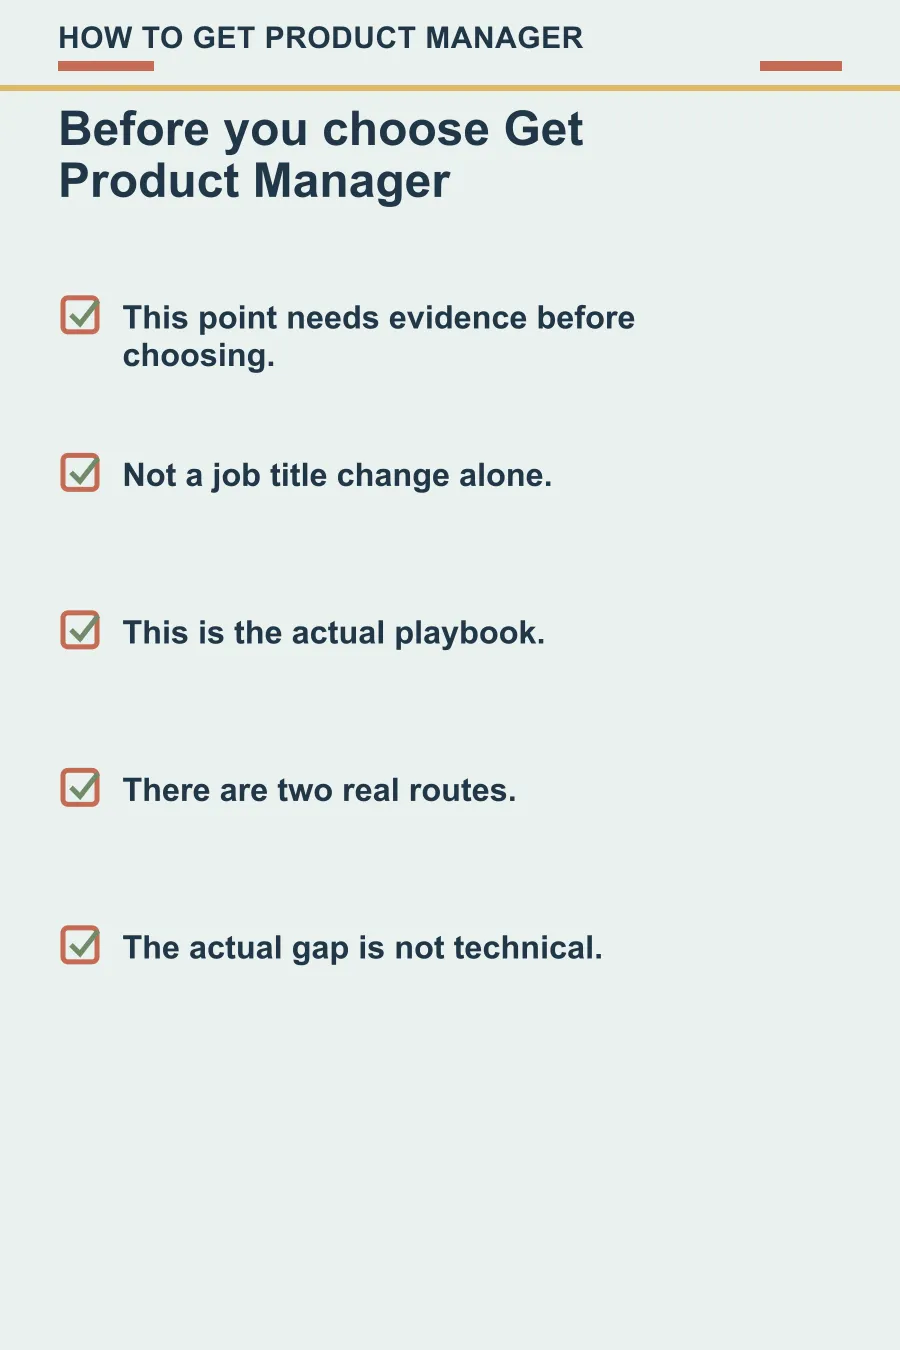 HOW TO GET PRODUCT MANAGER
Before you choose Get
Product Manager
This point needs evidence before
choosing.
Not a job title change alone.
This is the actual playbook.
There are two real routes.
The actual gap is not technical.